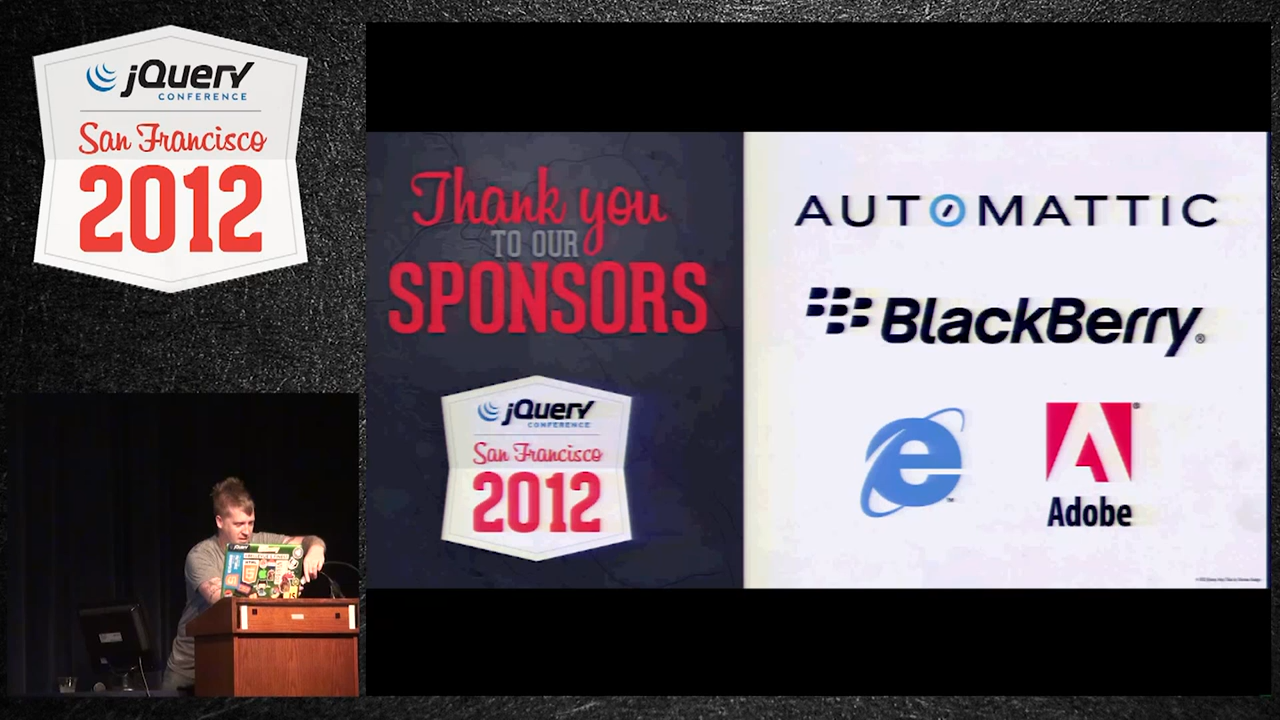 jQuery
CONFERENCE
San Francisco
2012
Thank you
TO OUR
SPONSORS
jQuery
CONFERENCE
San Francisco
2012
AUTOMATTIC
BlackBerry®
Adobe